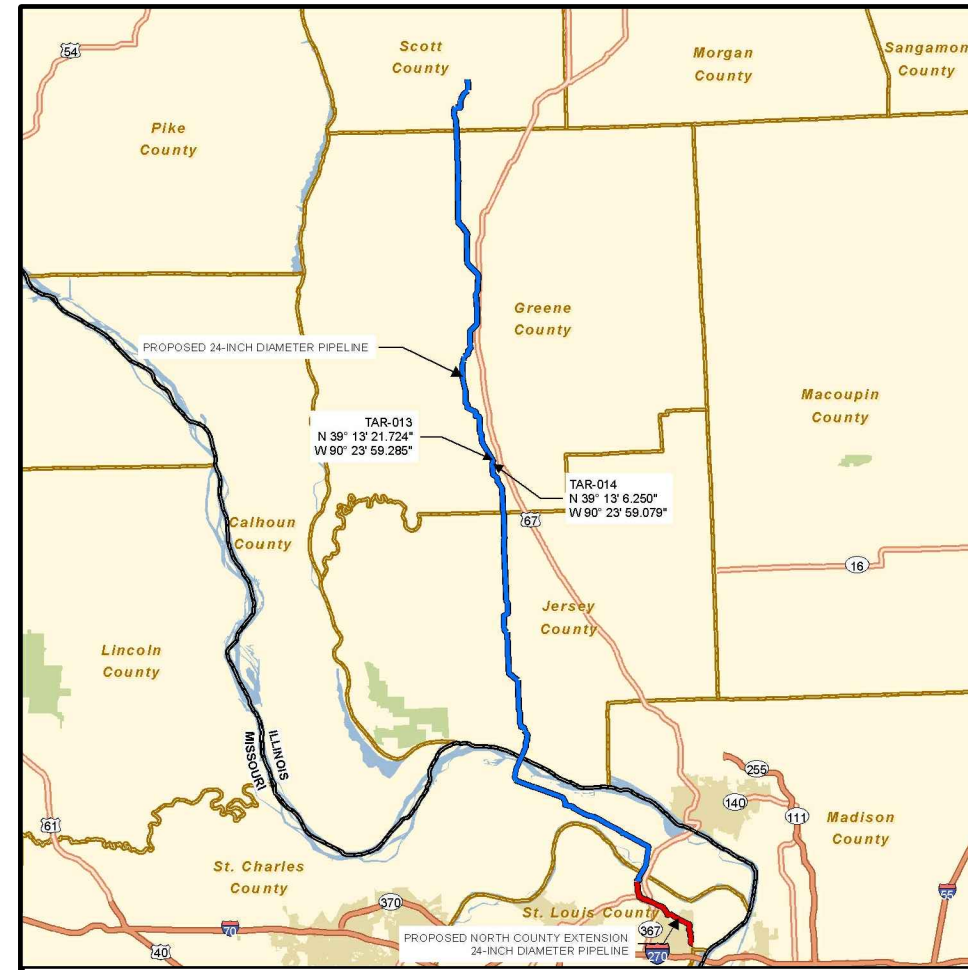 54
Scott
County
Morgan
County
Sangamon
County
Pike
County
Greene
County
PROPOSED 24-INCH DIAMETER PIPELINE
Macoupin
County
TAR-013
N 39° 13' 21.724"
W 90° 23' 59.285"
TAR-014
N 39° 13' 6.250"
W 90° 23' 59.079"
67
Calhoun
County
16
Jersey
County
Lincoln
County
ILLINOIS
MISSOURI
255
140
111
61
Madison
County
St. Charles
County
370
55
St. Louis County
70
367
40
PROPOSED NORTH COUNTY EXTENSION
24-INCH DIAMETER PIPELINE
270